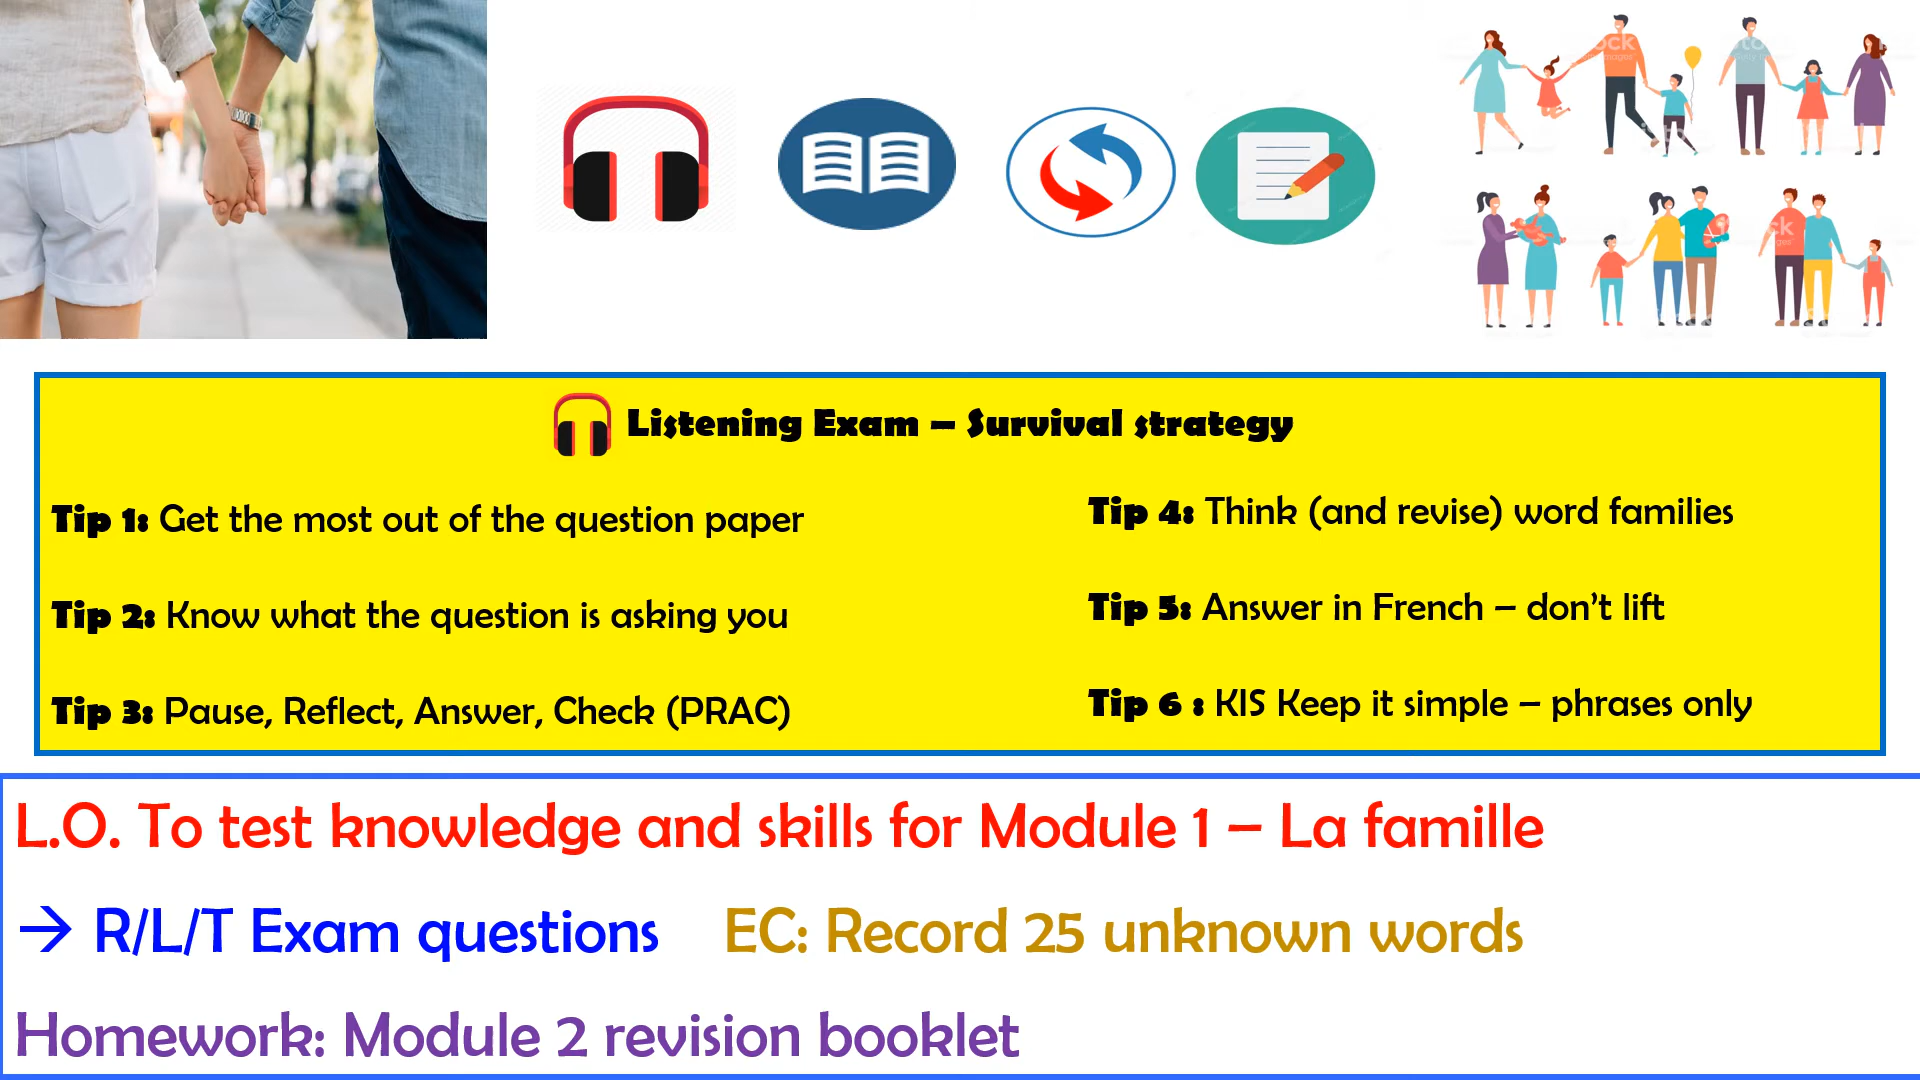 Listening Exam – Survival strategy
Tip 1: Get the most out of the question paper
Tip 2: Know what the question is asking you
Tip 3: Pause, Reflect, Answer, Check (PRAC)
Tip 4: Think (and revise) word families
Tip 5: Answer in French – don’t lift
Tip 6 : KIS Keep it simple – phrases only
L.O. To test knowledge and skills for Module 1 – La famille
→ R/L/T Exam questions EC: Record 25 unknown words
Homework: Module 2 revision booklet